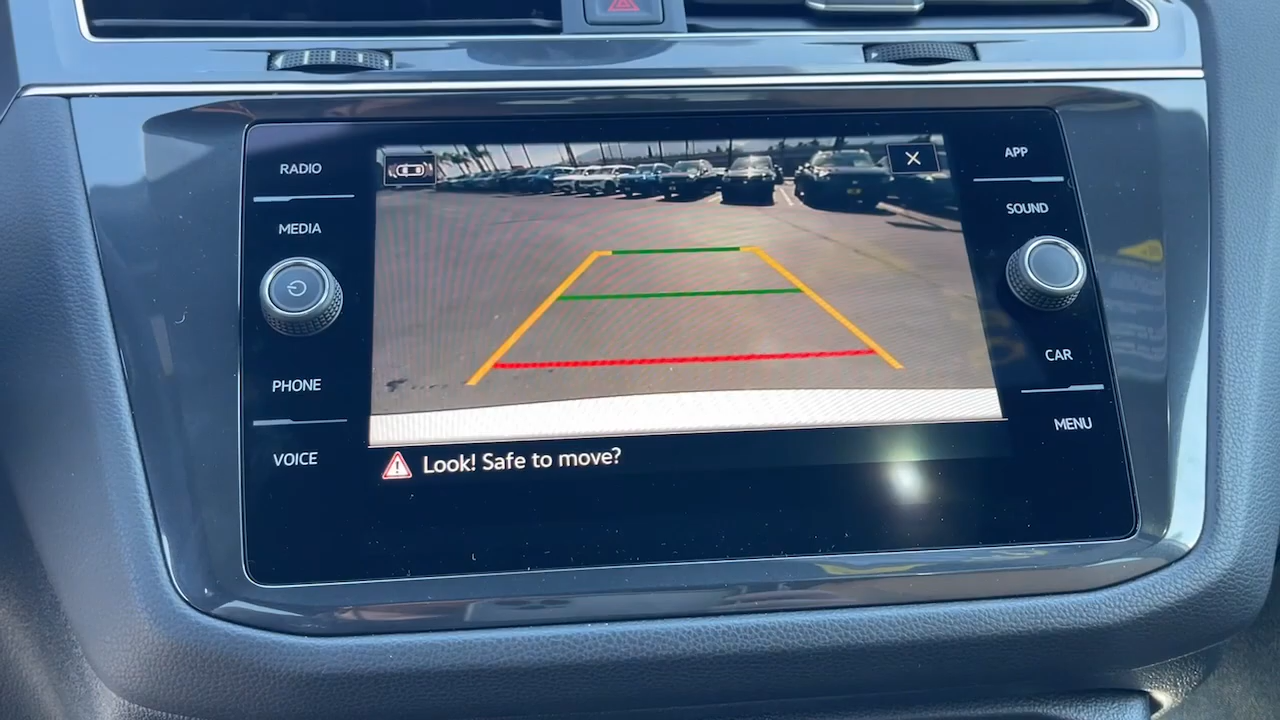 RADIO
MEDIA
PHONE
VOICE
Look! Safe to move?
APP
SOUND
CAR
MENU